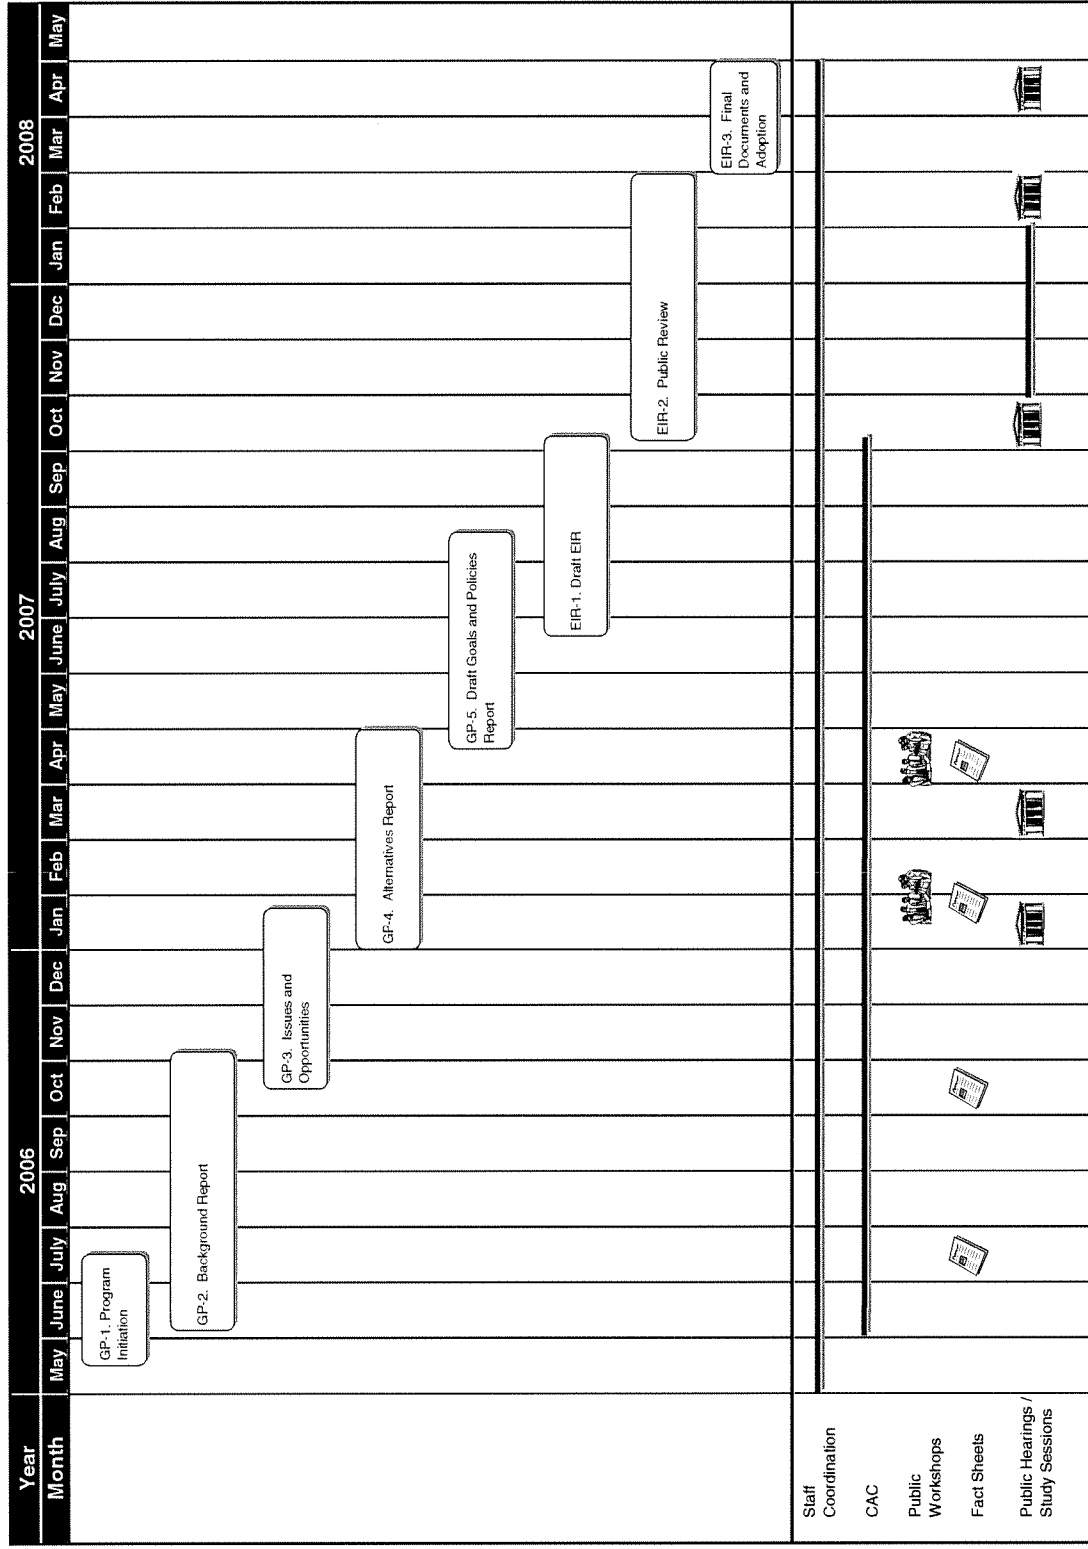 Year 2006 2007 2008
Month May June July Aug Sep Oct Nov Dec Jan Feb Mar Apr May June July Aug Sep Oct Nov Dec Jan Feb Mar Apr May
GP-1. Program
Initiation
GP-2. Background Report
GP-3. Issues and
Opportunities
GP-4. Alternatives Report
GP-5. Draft Goals and Policies
Report
EIR-1. Draft EIR
EIR-2. Public Review
EIR-3. Final
Documents and
Adoption
Staff
Coordination
CAC
Public
Workshops
Fact Sheets
Public Hearings /
Study Sessions